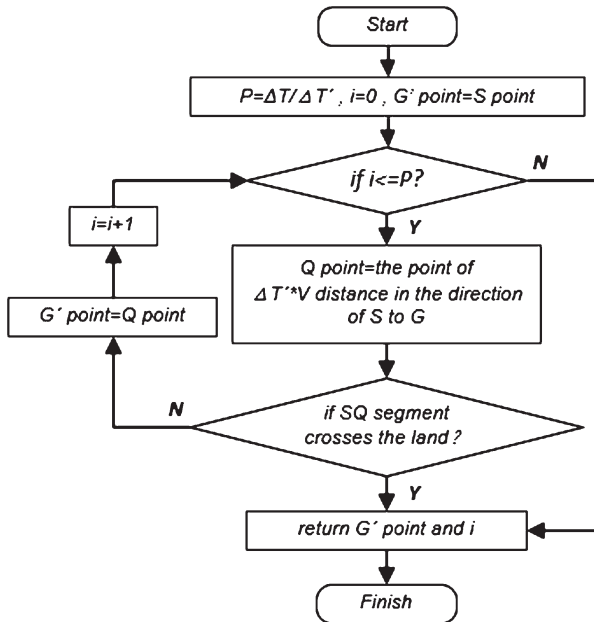 Start
P=ΔT/ΔT´ , i=0 , G' point=S point
if i<=P?
N
i=i+1
Y
Q point=the point of
ΔT´*V distance in the direction
of S to G
G´ point=Q point
N
if SQ segment
crosses the land ?
Y
return G´ point and i
Finish